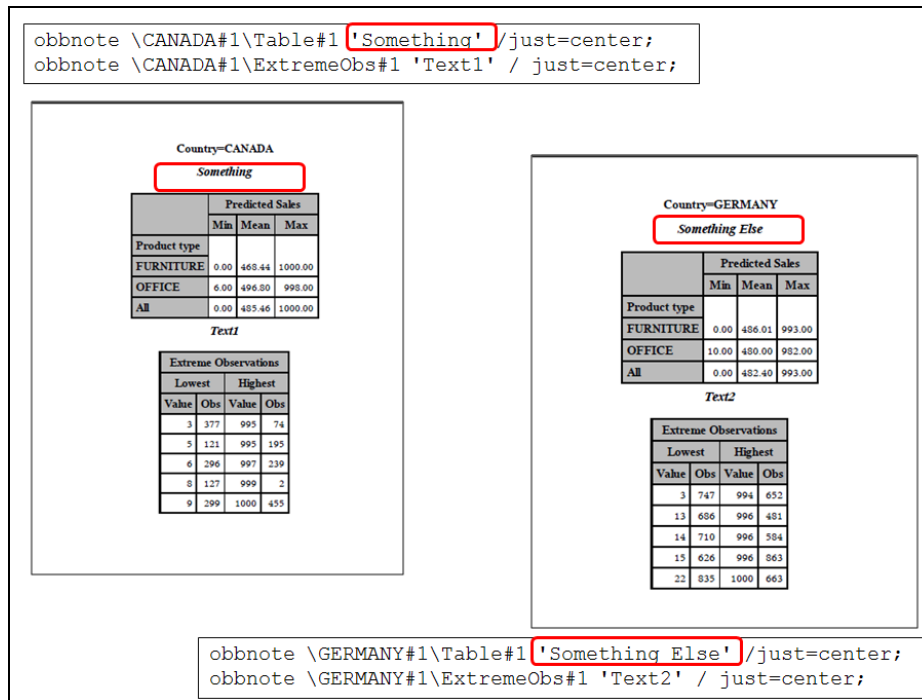 obbnote \CANADA#1\Table#1 'Something' /just=center;
obbnote \CANADA#1\ExtremeObs#1 'Text1' / just=center;
Country=CANADA
Something
Predicted Sales
Min Mean Max
Product type
FURNITURE 0.00 468.44 1000.00
OFFICE 6.00 496.80 998.00
All 0.00 485.46 1000.00
Text1
Extreme Observations
Lowest Highest
Value Obs Value Obs
3 377 995 74
5 121 995 195
6 296 997 239
8 127 999 2
9 299 1000 455
Country=GERMANY
Something Else
Predicted Sales
Min Mean Max
Product type
FURNITURE 0.00 486.01 993.00
OFFICE 10.00 480.00 982.00
All 0.00 482.40 993.00
Text2
Extreme Observations
Lowest Highest
Value Obs Value Obs
3 747 994 652
13 686 996 481
14 710 996 584
15 626 996 863
22 835 1000 663
obbnote \GERMANY#1\Table#1 'Something Else' /just=center;
obbnote \GERMANY#1\ExtremeObs#1 'Text2' / just=center;